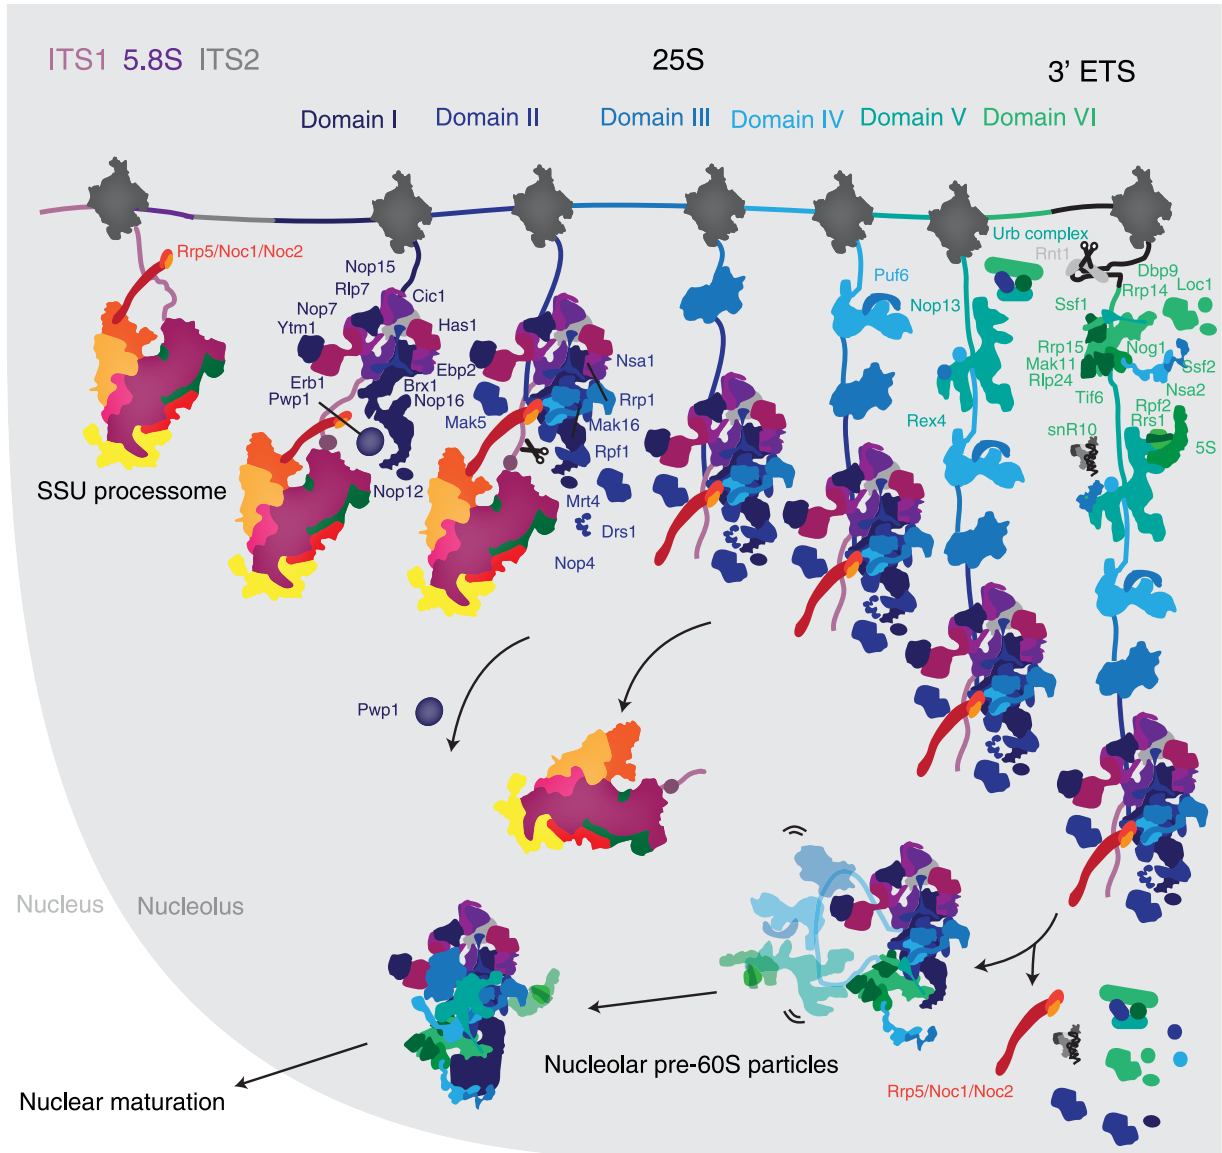 ITS1 5.8S ITS2
25S
3’ ETS
Domain I
Domain II
Domain III
Domain IV
Domain V
Domain VI
Rrp5/Noc1/Noc2
SSU processome
Nop15
Rlp7
Cic1
Nop7
Ytm1
Has1
Ebp2
Erb1
Brx1
Pwp1
Nop16
Nop12
Nsa1
Rrp1
Mak5
Mak16
Rpf1
Mrt4
Drs1
Nop4
Puf6
Nop13
Rex4
Urb complex
Rnt1
Dbp9
Rrp14
Loc1
Ssf1
Rrp15
Nog1
Mak11
Ssf2
Rlp24
Nsa2
Tif6
Rpf2
Rrs1
snR10
5S
Pwp1
Nucleus
Nucleolus
Nucleolar pre-60S particles
Rrp5/Noc1/Noc2
Nuclear maturation